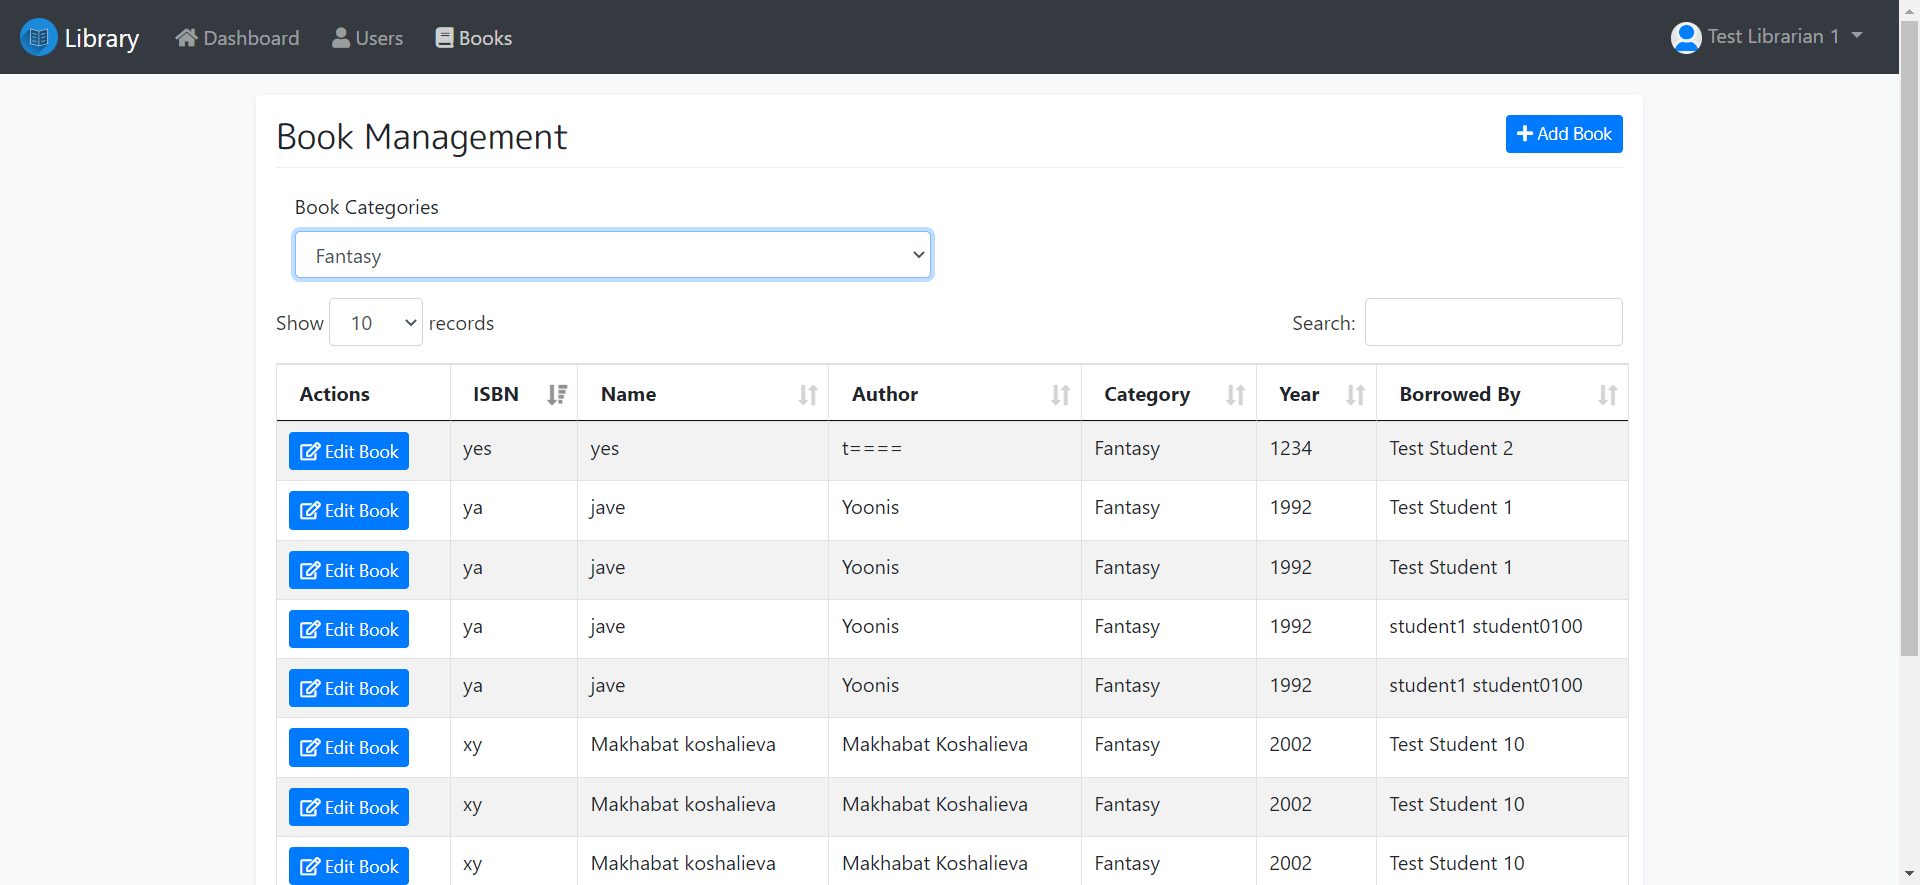 Library Dashboard Users Books Test Librarian 1
Book Management
Add Book
Book Categories
Fantasy
Show 10 records Search:
Actions ISBN Name Author Category Year Borrowed By
Edit Book yes yes t==== Fantasy 1234 Test Student 2
Edit Book ya jave Yoonis Fantasy 1992 Test Student 1
Edit Book ya jave Yoonis Fantasy 1992 Test Student 1
Edit Book ya jave Yoonis Fantasy 1992 student1 student0100
Edit Book ya jave Yoonis Fantasy 1992 student1 student0100
Edit Book xy Makhabat koshalieva Makhabat Koshalieva Fantasy 2002 Test Student 10
Edit Book xy Makhabat koshalieva Makhabat Koshalieva Fantasy 2002 Test Student 10
Edit Book xy Makhabat koshalieva Makhabat Koshalieva Fantasy 2002 Test Student 10